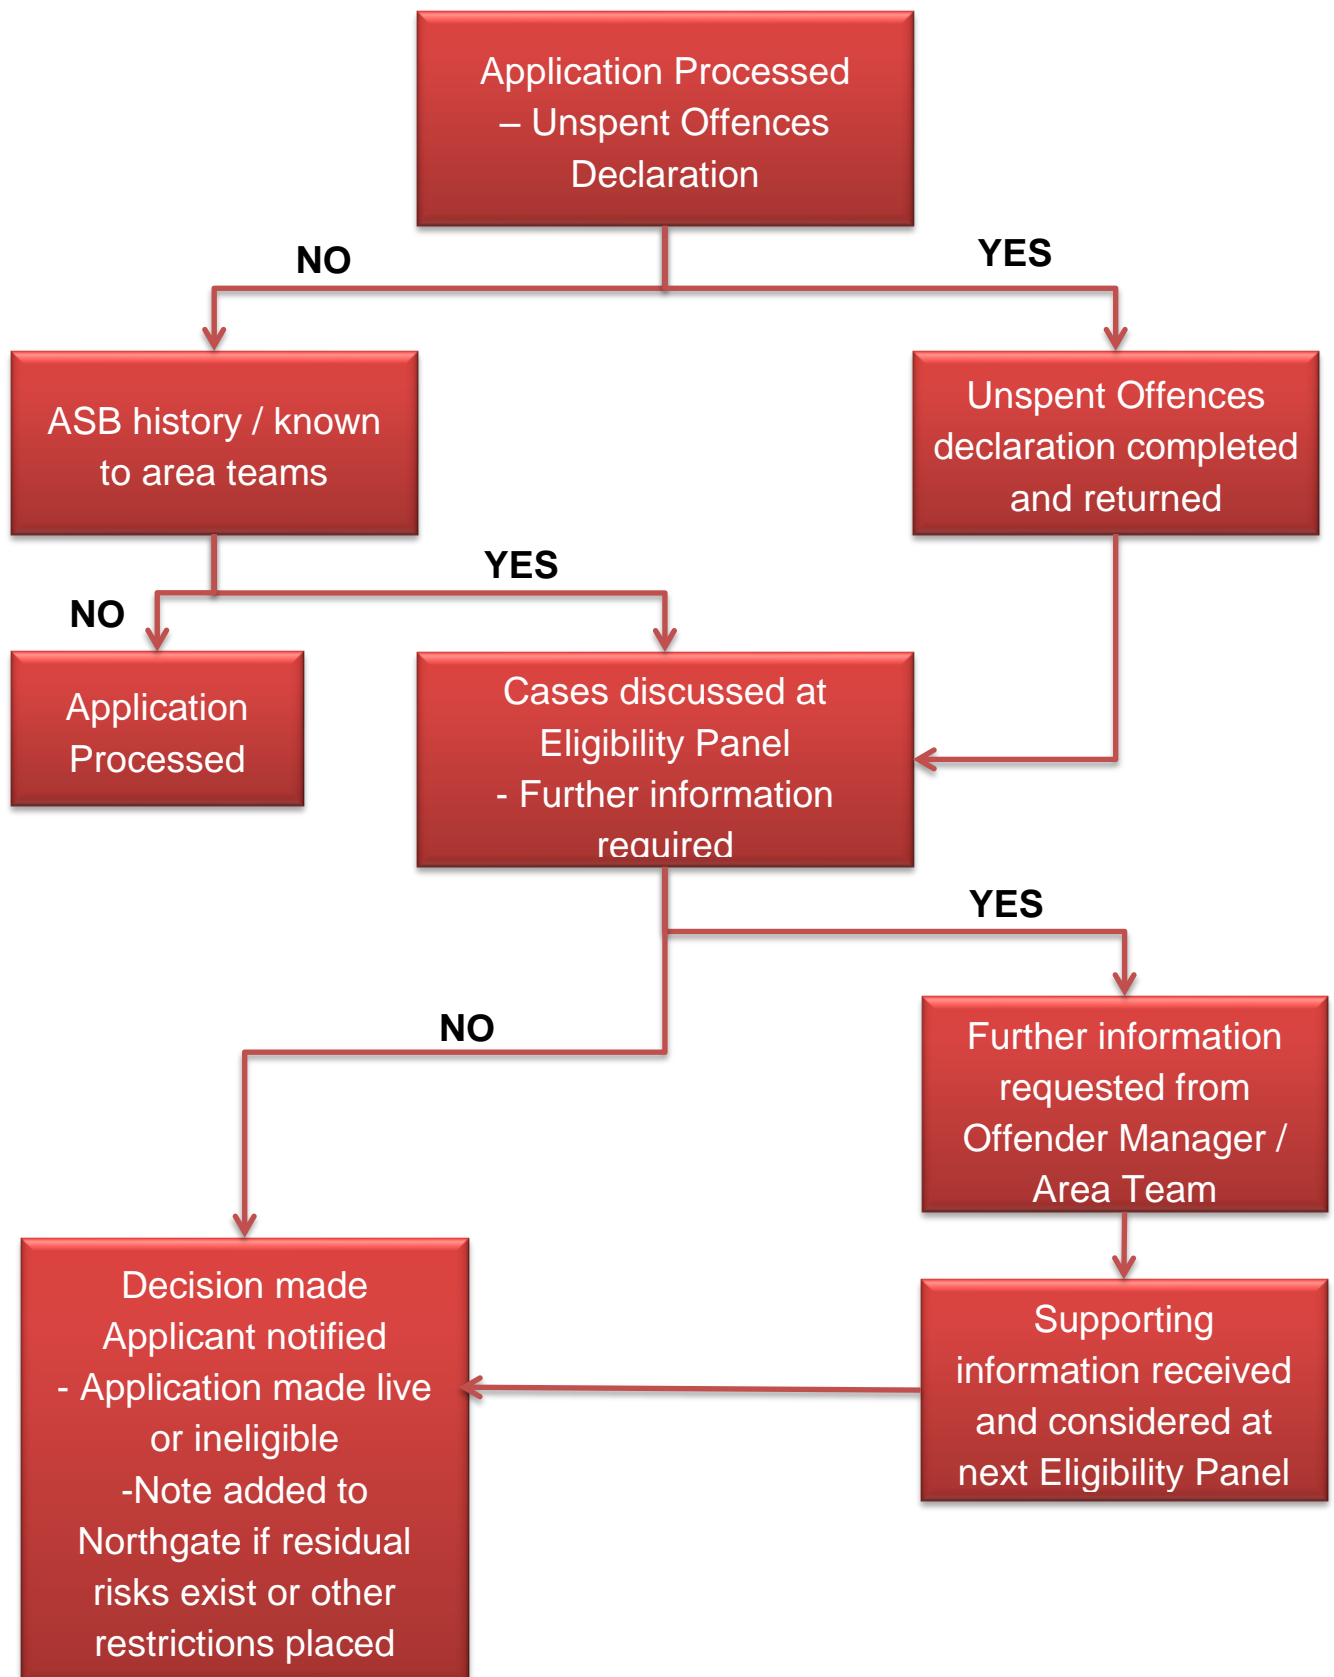 Application Processed
– Unspent Offences
Declaration
NO
YES
ASB history / known
to area teams
Unspent Offences
declaration completed
and returned
NO
YES
Application
Processed
Cases discussed at
Eligibility Panel
- Further information
required
YES
NO
Further information
requested from
Offender Manager /
Area Team
Decision made
Applicant notified
- Application made live
or ineligible
-Note added to
Northgate if residual
risks exist or other
restrictions placed
Supporting
information received
and considered at
next Eligibility Panel